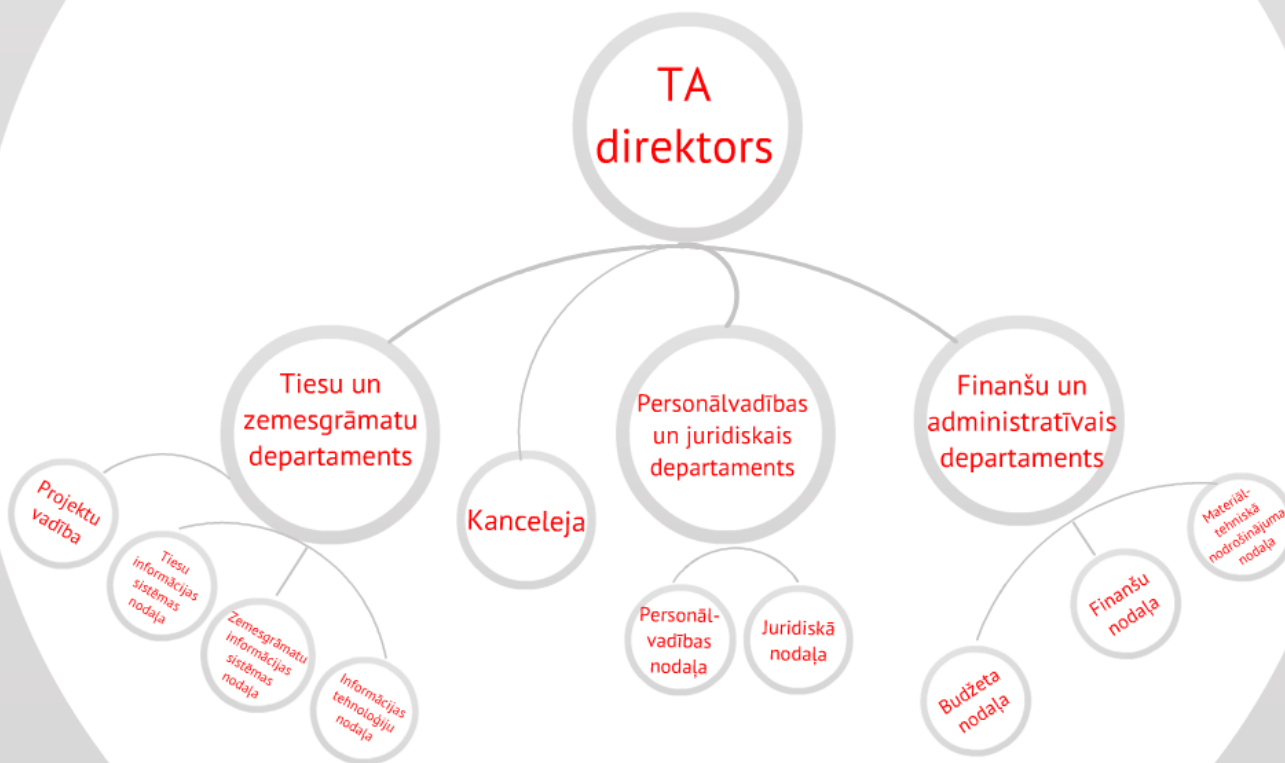 TA
direktors
Tiesu un
zemesgrāmatu
departaments
Kanceleja
Personālvadības
un juridiskais
departaments
Finanšu un
administratīvais
departaments
Projektu
vadība
Tiesu
informācijas
sistēmas
nodaļa
Zemesgrāmatu
informācijas
sistēmas
nodaļa
Informācijas
tehnoloģiju
nodaļa
Personāl-
vadības
nodaļa
Juridiskā
nodaļa
Budžeta
nodaļa
Finanšu
nodaļa
Materiāl-
tehniskā
nodrošinājuma
nodaļa